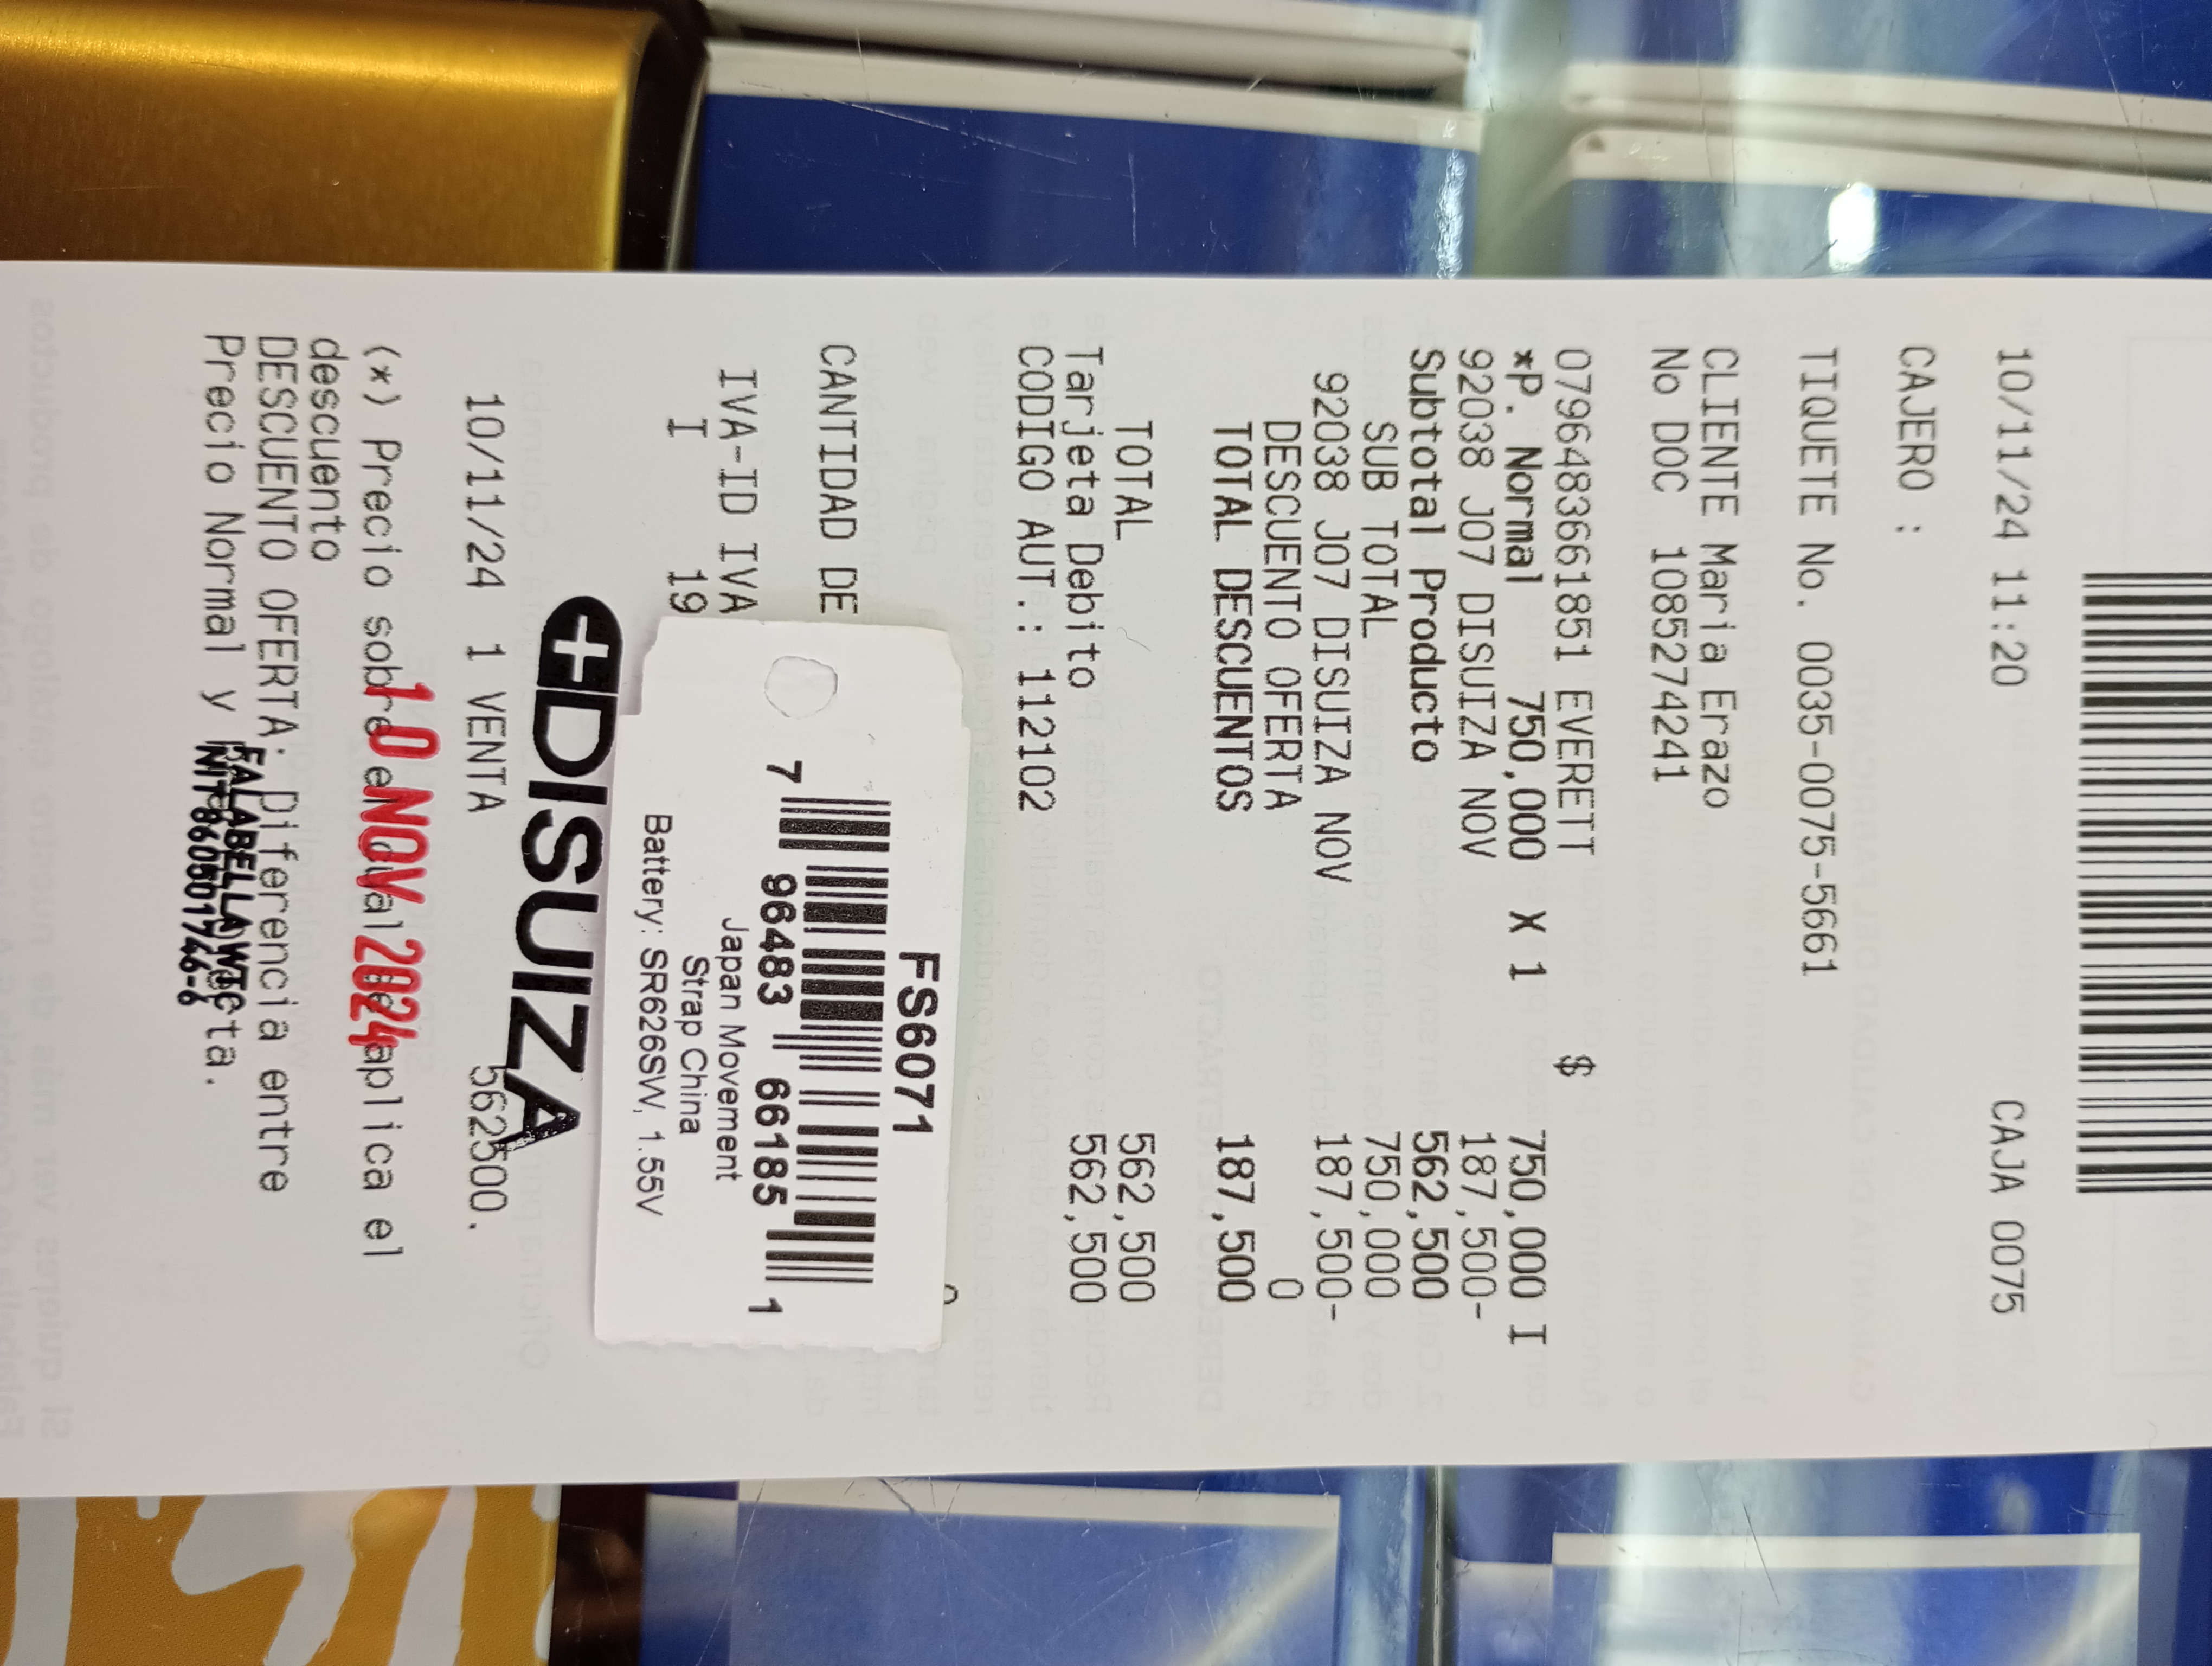 10/11/24 11:20 CAJA 0075
CAJERO :
TIQUETE No. 0035-0075-5661
CLIENTE Maria Erazo
No DOC 1085274241
0796483661851 EVERETT $
*P. Normal 750,000 X 1 750,000 I
92038 J07 DISUIZA NOV 187,500-
Subtotal Producto 562,500
SUB TOTAL 750,000
92038 J07 DISUIZA NOV 187,500-
DESCUENTO OFERTA 0
TOTAL DESCUENTOS 187,500
TOTAL 562,500
Tarjeta Debito 562,500
CODIGO AUT.: 112102
CANTIDAD DE
IVA-ID IVA
I 19
FS6071
7 96483 66185 1
Japan Movement
Strap China
Battery: SR626SW, 1.55V
DISUIZA
10/11/24 1 VENTA 562500.
(*) Precio sobre el cual se aplica el
10 NOV 2024
descuento
DESCUENTO OFERTA: Diferencia entre
Precio Normal y
FALABELLA
NIT 860501746-6